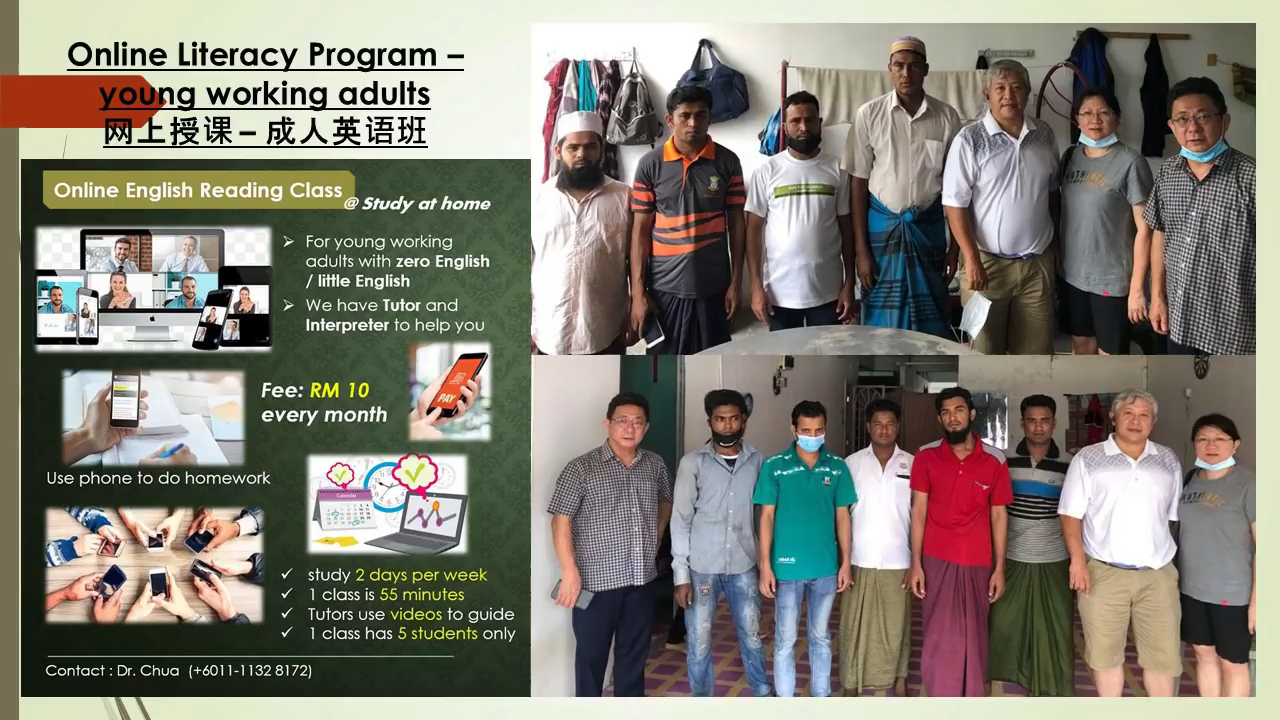 Online Literacy Program –
young working adults
网上授课 – 成人英语班
Online English Reading Class
@ Study at home
➢ For young working
adults with zero English
/ little English
➢ We have Tutor and
Interpreter to help you
Fee: RM 10
every month
PAY
Use phone to do homework
Calendar
✓ study 2 days per week
✓ 1 class is 55 minutes
✓ Tutors use videos to guide
✓ 1 class has 5 students only
Contact : Dr. Chua (+6011-1132 8172)